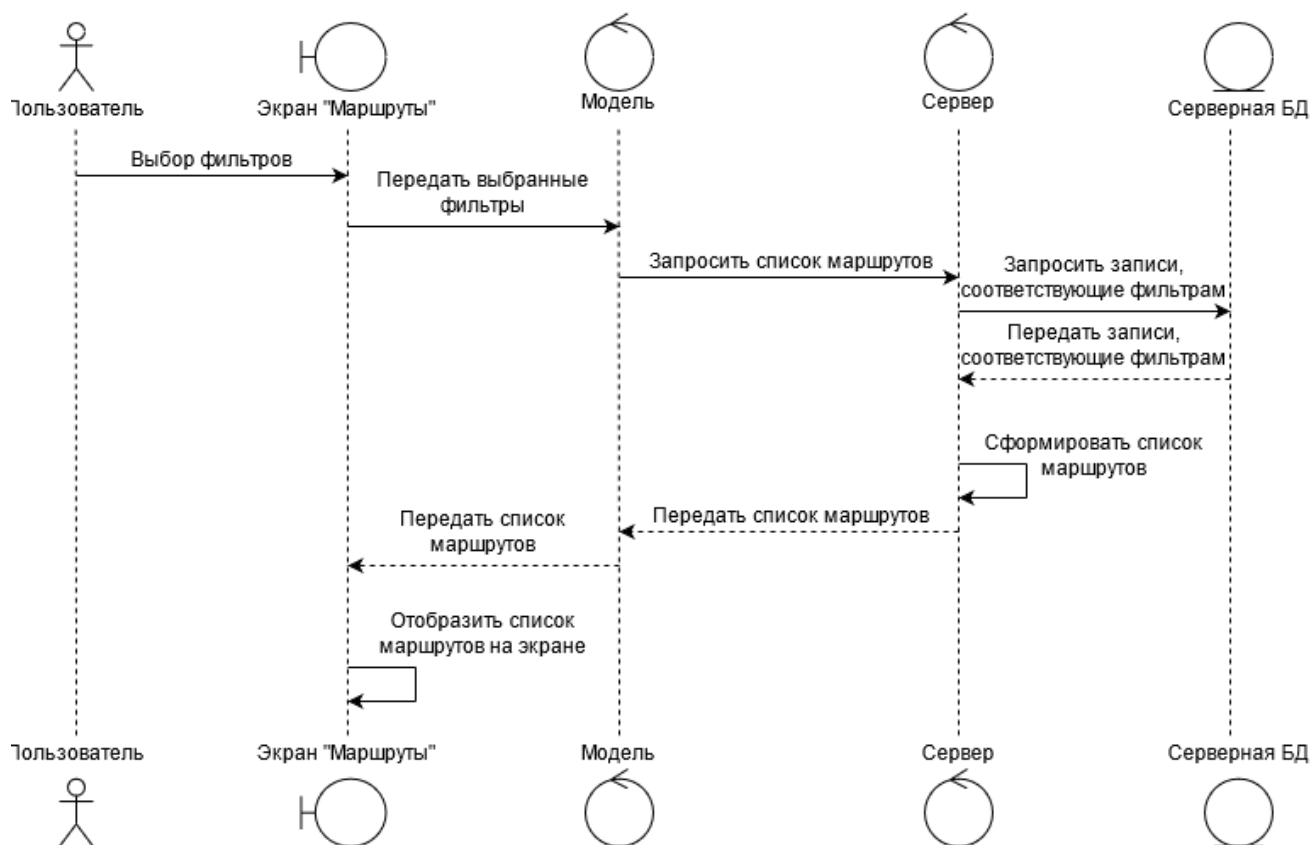 Пользователь
Экран "Маршруты"
Модель
Сервер
Серверная БД
Выбор фильтров
Передать выбранные
фильтры
Запросить список маршрутов
Запросить записи,
соответствующие фильтрам
Передать записи,
соответствующие фильтрам
Сформировать список
маршрутов
Передать список маршрутов
Передать список
маршрутов
Отобразить список
маршрутов на экране
Пользователь
Экран "Маршруты"
Модель
Сервер
Серверная БД